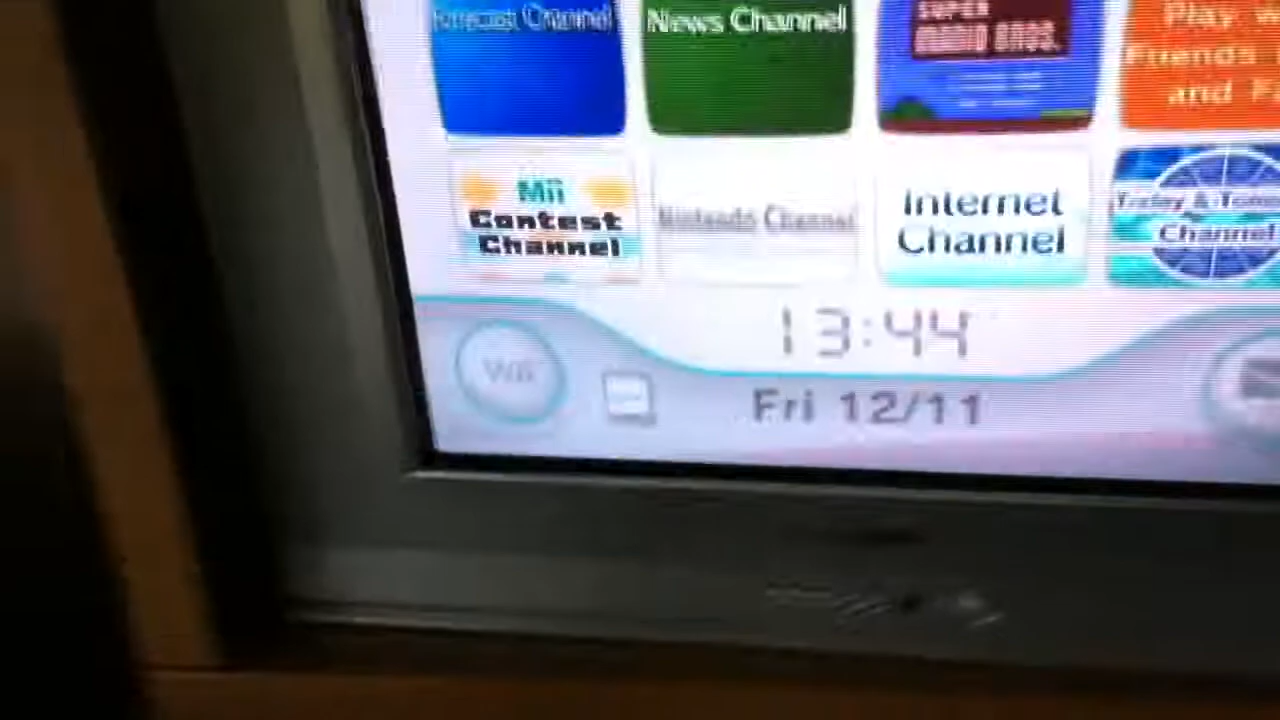 Forecast Channel
News Channel
SUPER
MARIO BROS.
Play
Friends
and
Mii
Contest
Channel
Nintendo Channel
Internet
Channel
Today &
Channel
13:44
Wii
Fri 12/11